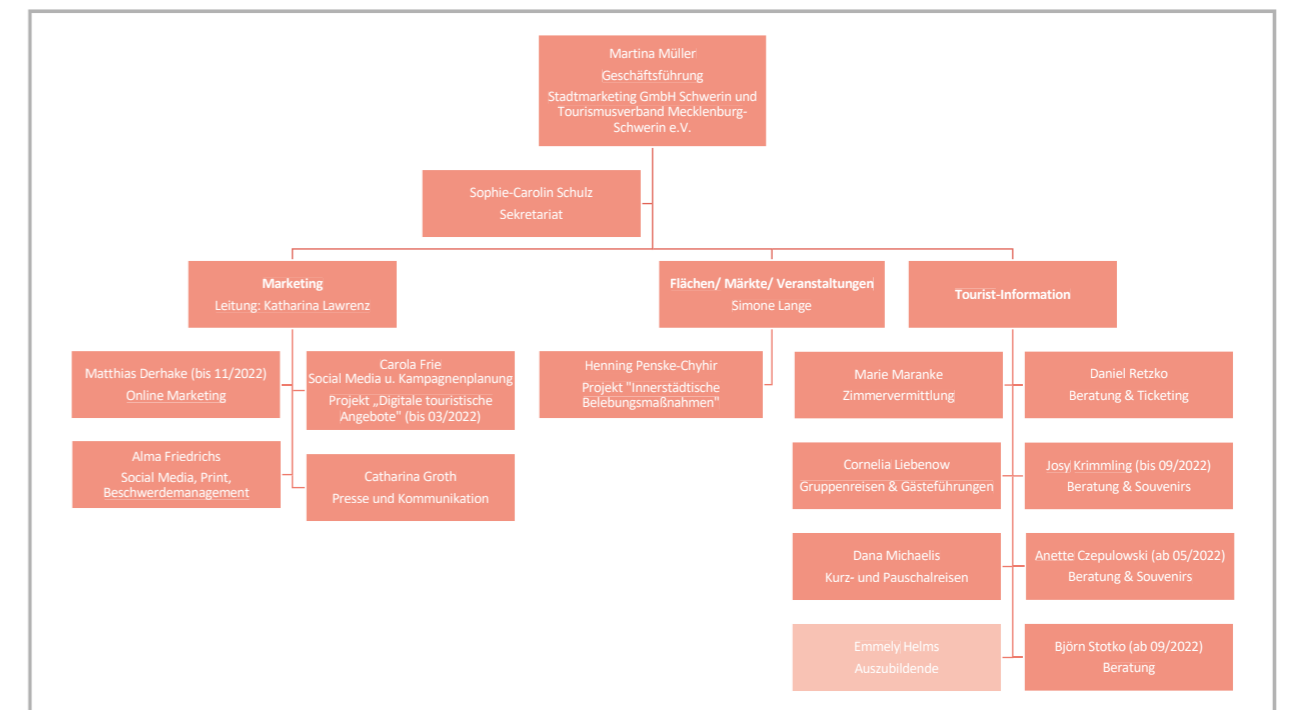 Martina Müller
Geschäftsführung
Stadtmarketing GmbH Schwerin und
Tourismusverband Mecklenburg-
Schwerin e.V.
Sophie-Carolin Schulz
Sekretariat
Marketing
Leitung: Katharina Lawrenz
Flächen/ Märkte/ Veranstaltungen
Simone Lange
Tourist-Information
Matthias Derhake (bis 11/2022)
Online Marketing
Carola Frie
Social Media u. Kampagnenplanung
Projekt „Digitale touristische
Angebote" (bis 03/2022)
Alma Friedrichs
Social Media, Print,
Beschwerdemanagement
Catharina Groth
Presse und Kommunikation
Henning Penske-Chyhir
Projekt "Innerstädtische
Belebungsmaßnahmen"
Marie Maranke
Zimmervermittlung
Daniel Retzko
Beratung & Ticketing
Cornelia Liebenow
Gruppenreisen & Gästeführungen
Josy Krimmling (bis 09/2022)
Beratung & Souvenirs
Dana Michaelis
Kurz- und Pauschalreisen
Anette Czepulowski (ab 05/2022)
Beratung & Souvenirs
Emmely Helms
Auszubildende
Björn Stotko (ab 09/2022)
Beratung